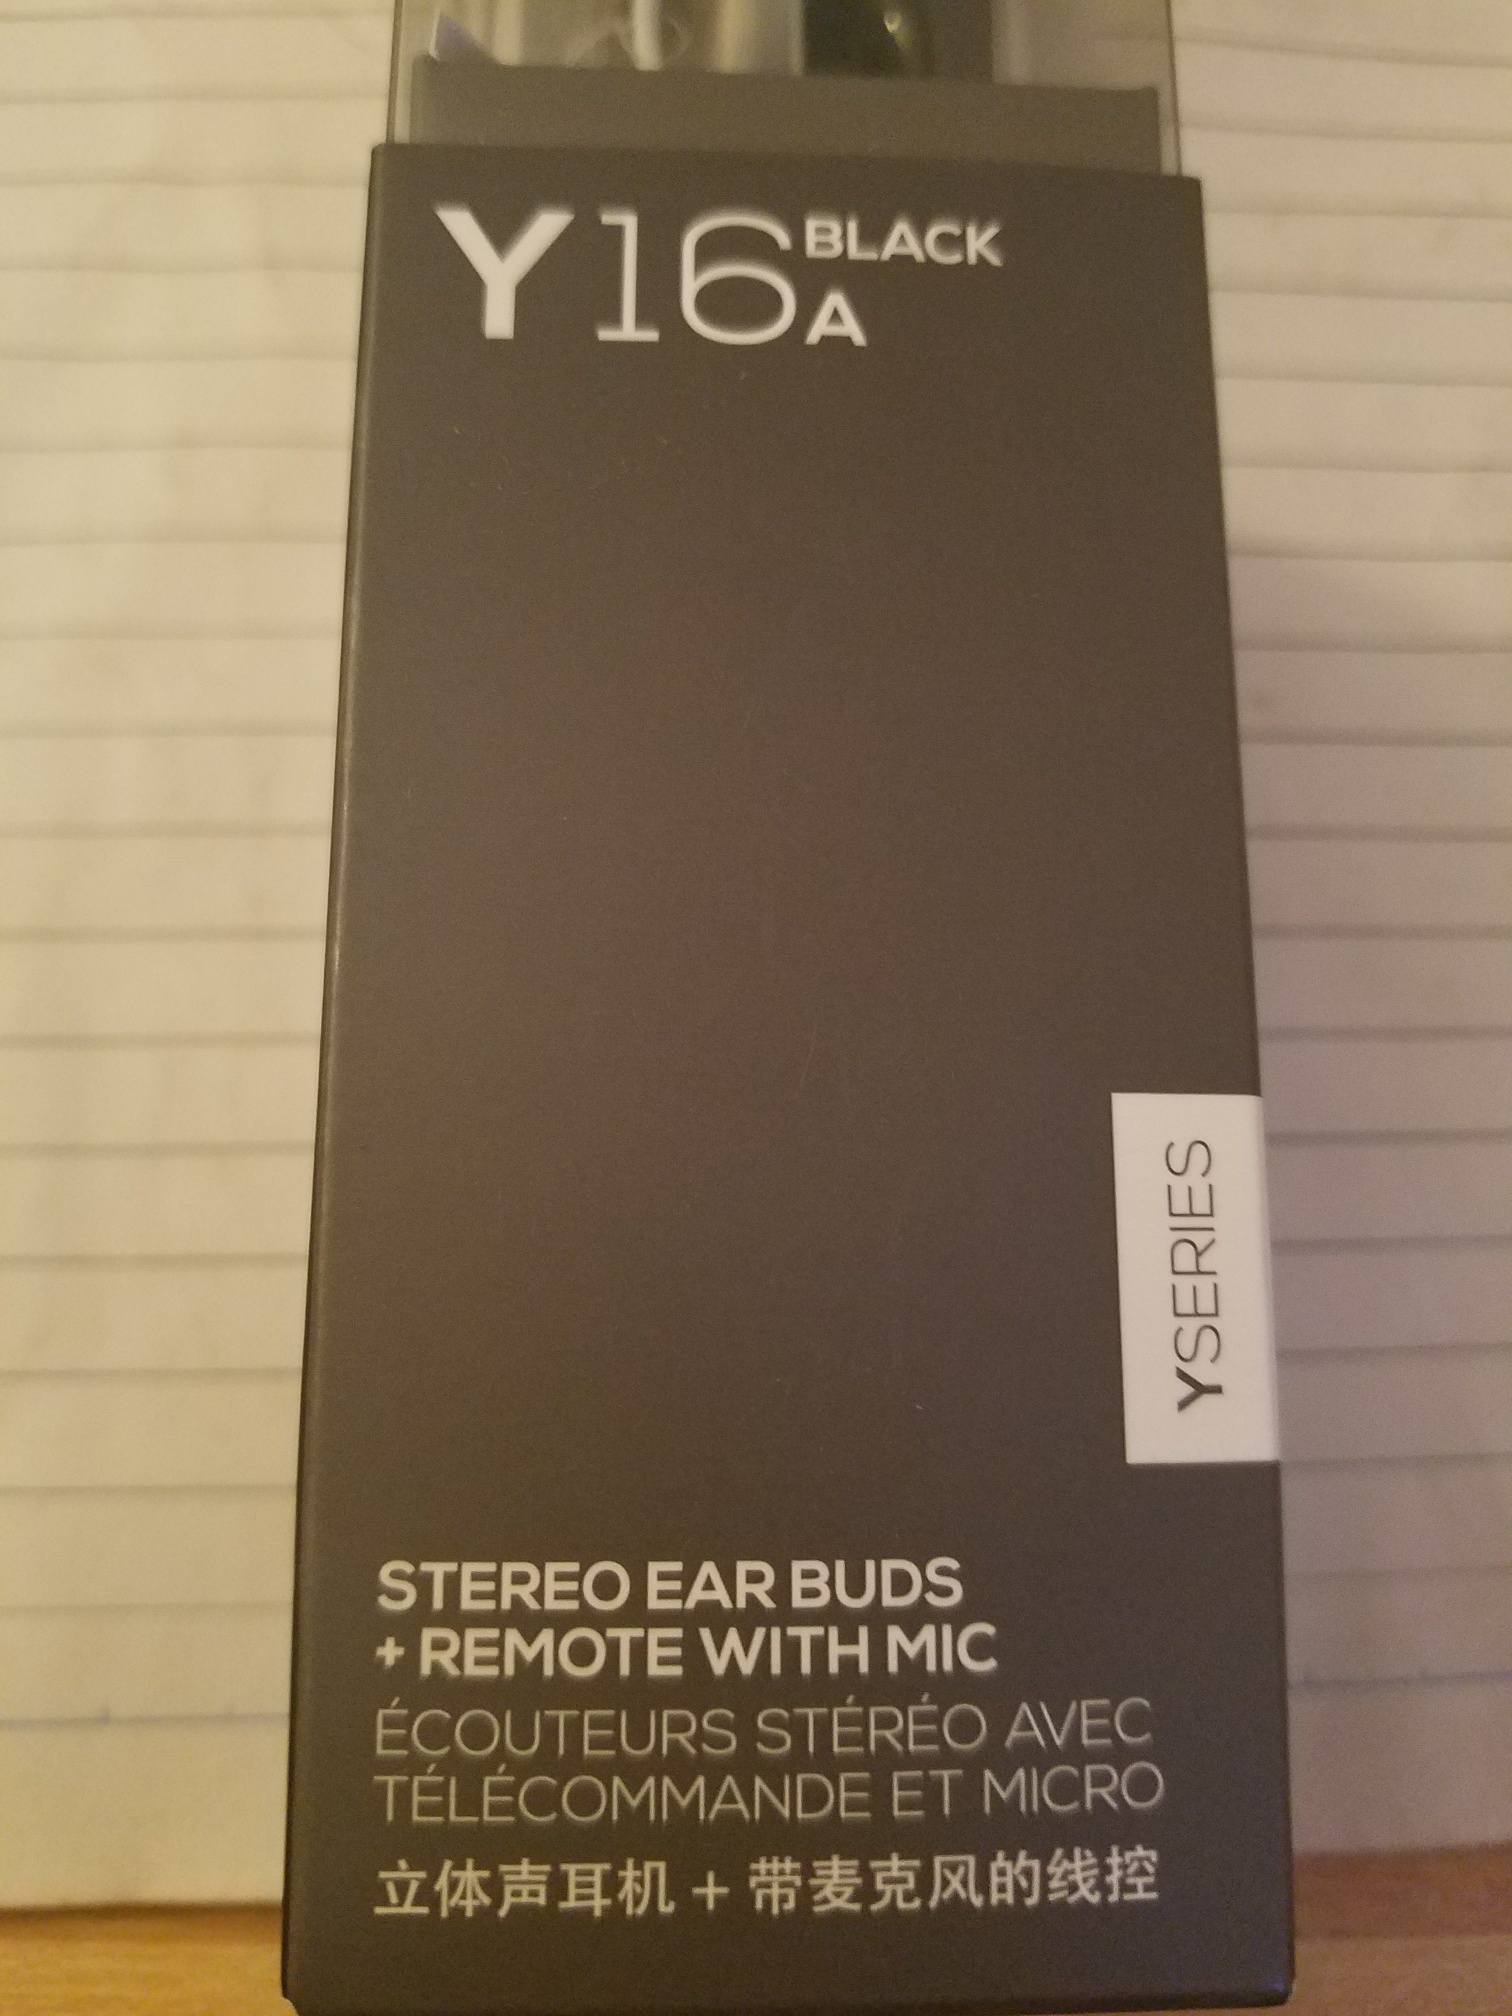 Y16 BLACK
A
YSERIES
STEREO EAR BUDS
+ REMOTE WITH MIC
ÉCOUTEURS STÉRÉO AVEC
TÉLÉCOMMANDE ET MICRO
立体声耳机 + 带麦克风的线控